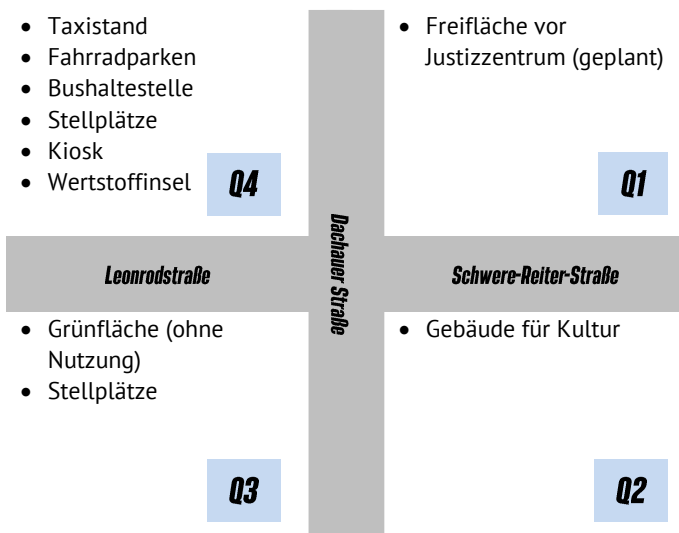 • Taxistand
• Fahrradparken
• Bushaltestelle
• Stellplätze
• Kiosk
• Wertstoffinsel
Q4
• Freifläche vor
Justizzentrum (geplant)
Q1
Leonrodstraße
Dachauer Straße
Schwere-Reiter-Straße
• Grünfläche (ohne
Nutzung)
• Stellplätze
Q3
• Gebäude für Kultur
Q2